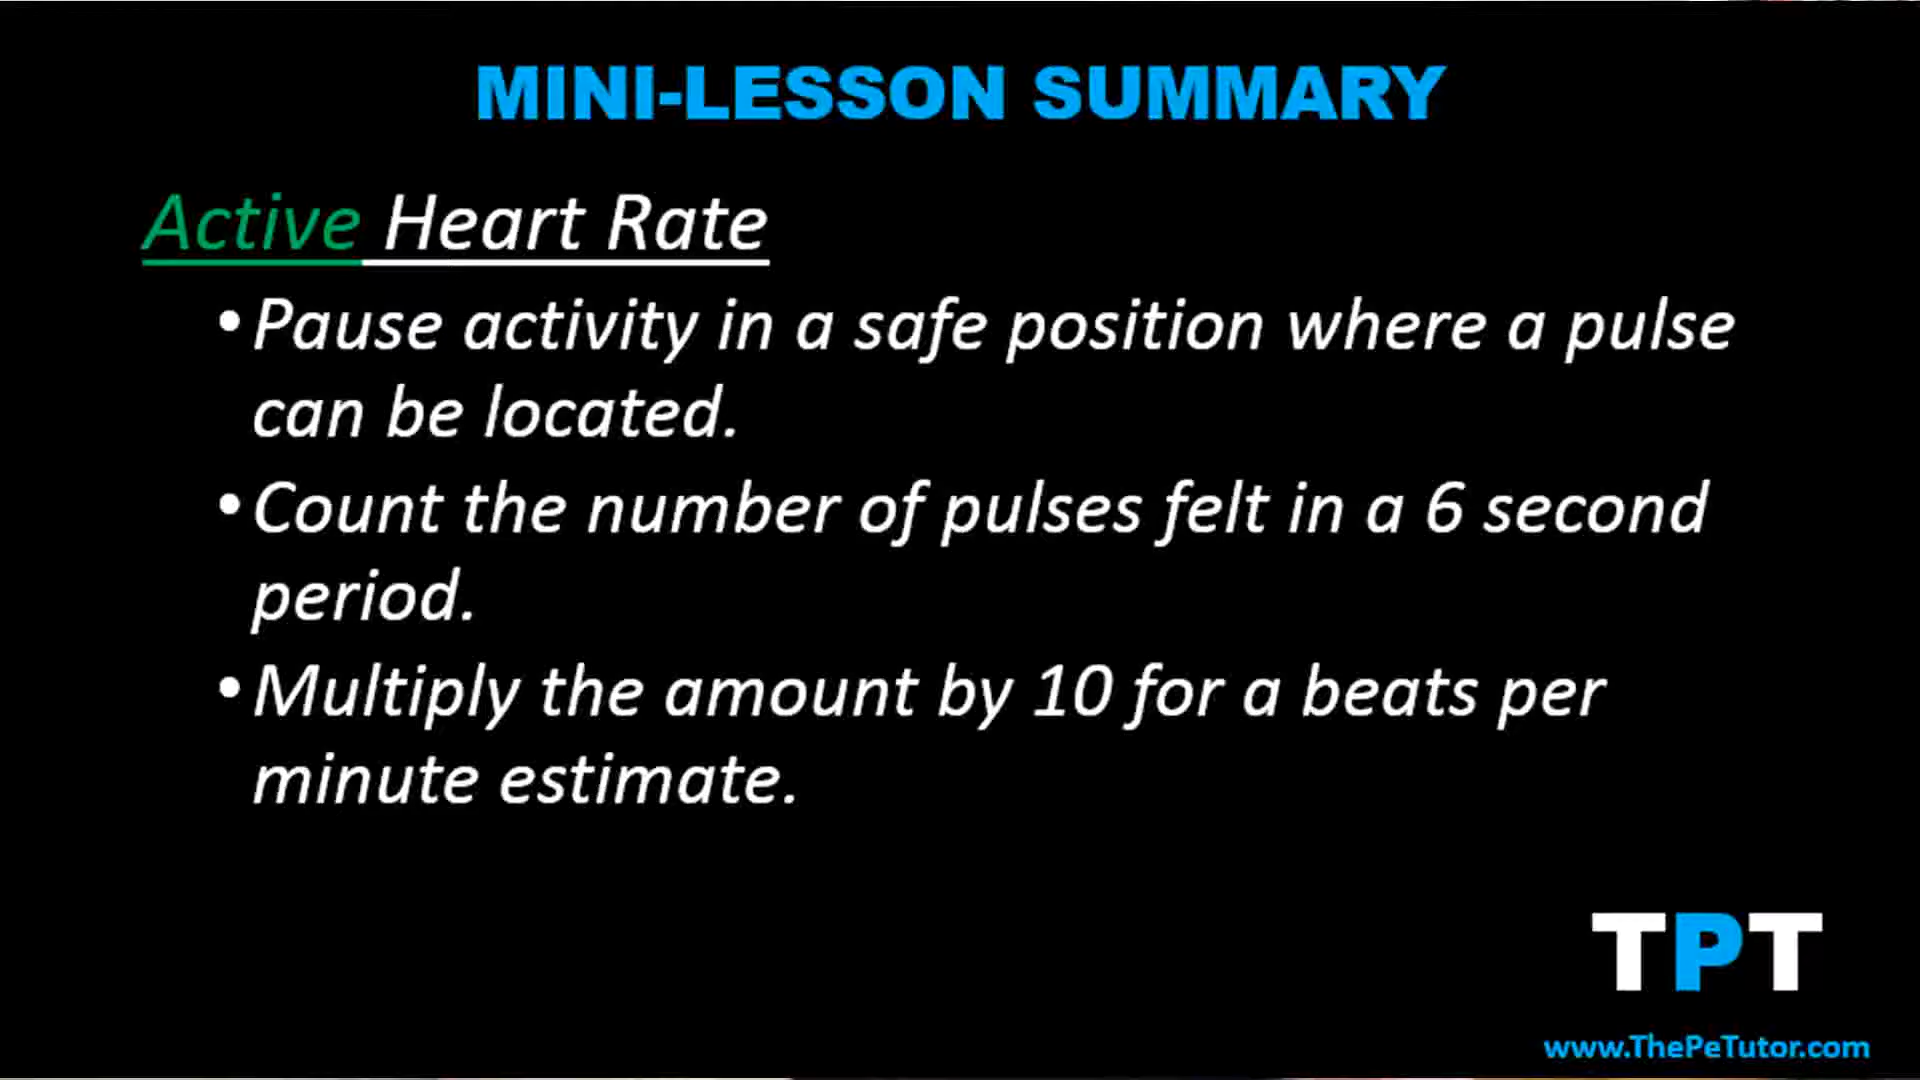 MINI-LESSON SUMMARY
Active Heart Rate
•Pause activity in a safe position where a pulse
can be located.
•Count the number of pulses felt in a 6 second
period.
•Multiply the amount by 10 for a beats per
minute estimate.
TPT
www.ThePeTutor.com